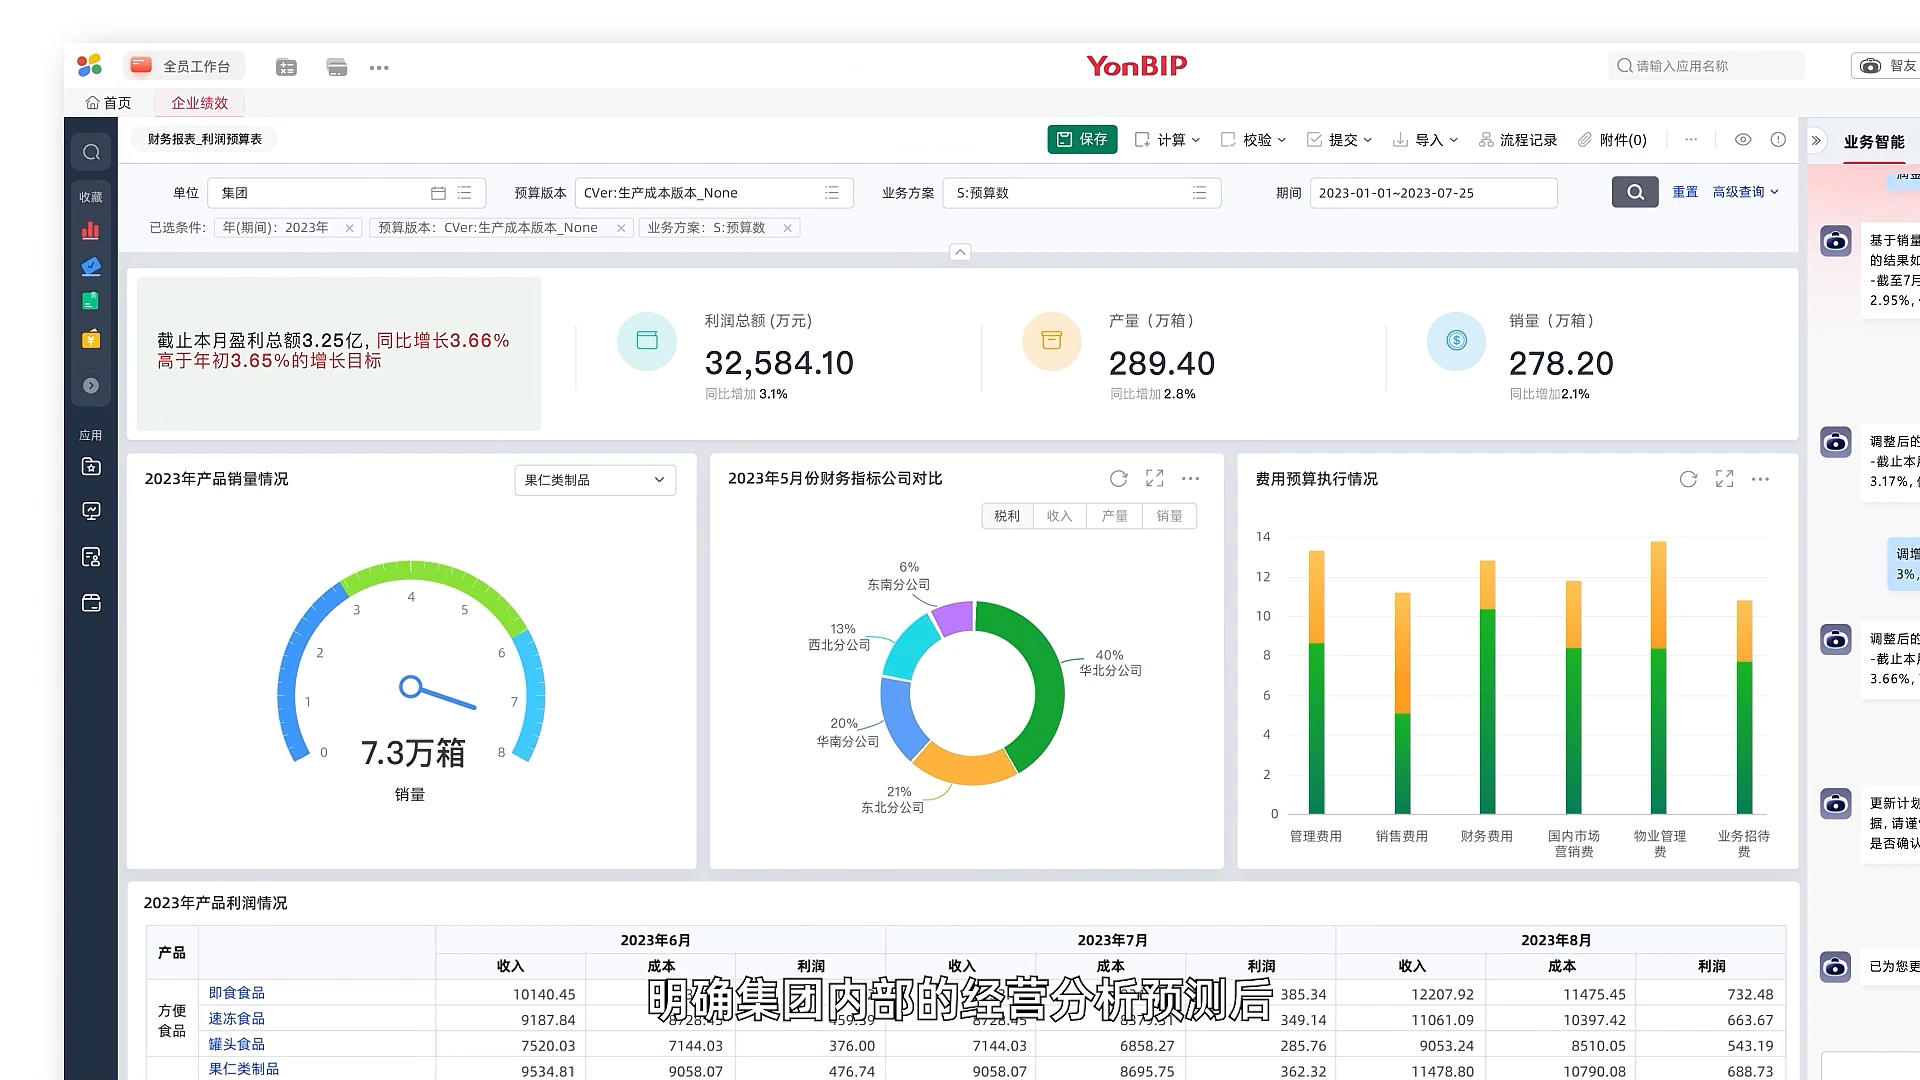 全员工作台
YonBIP
请输入应用名称
智友
首页
企业绩效
财务报表_利润预算表
保存
计算
校验
提交
导入
流程记录
附件(0)
业务智能
收藏
应用
单位
集团
预算版本
CVer:生产成本版本_None
业务方案
S:预算数
期间
2023-01-01~2023-07-25
重置
高级查询
已选条件:
年(期间): 2023年
预算版本: CVer:生产成本版本_None
业务方案: S:预算数
截止本月盈利总额3.25亿, 同比增长3.66%
高于年初3.65%的增长目标
利润总额 (万元)
32,584.10
同比增加 3.1%
产量 (万箱)
289.40
同比增加 2.8%
销量 (万箱)
278.20
同比增加2.1%
2023年产品销量情况
果仁类制品
0
1
2
3
4
5
6
7
8
7.3万箱
销量
2023年5月份财务指标公司对比
税利
收入
产量
销量
6%
东南分公司
13%
西北分公司
40%
华北分公司
20%
华南分公司
21%
东北分公司
费用预算执行情况
14
12
10
8
6
4
2
0
管理费用
销售费用
财务费用
国内市场
营销费
物业管理
费
业务招待
费
基于销量
的结果如
-截至7月
2.95%,
调整后的
-截止本月
3.17%,
调增
3%,
调整后的
-截止本月
3.66%,
更新计划
据, 请谨
是否确认
已为您更
2023年产品利润情况
产品
2023年6月
2023年7月
2023年8月
收入 成本 利润 收入 成本 利润 收入 成本 利润
方便
食品
即食食品 10140.45 385.34 12207.92 11475.45 732.48
速冻食品 9187.84 8728.45 459.39 8728.45 8379.31 349.14 11061.09 10397.42 663.67
罐头食品 7520.03 7144.03 376.00 7144.03 6858.27 285.76 9053.24 8510.05 543.19
果仁类制品 9534.81 9058.07 476.74 9058.07 8695.75 362.32 11478.80 10790.08 688.73
明确集团内部的经营分析预测后